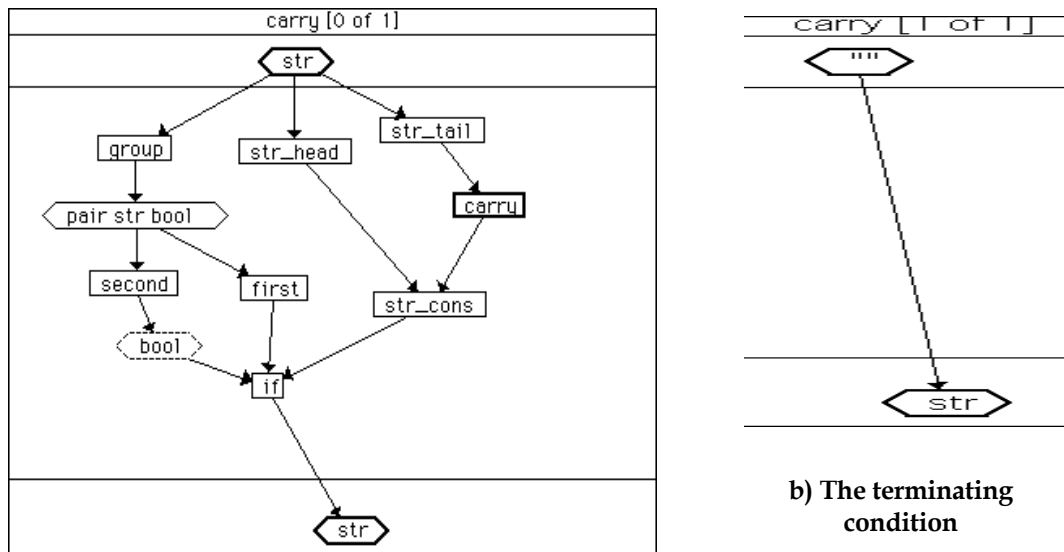 carry [0 of 1]
str
str_tail
group
str_head
carry
pair str bool
second
first
str_cons
bool
if
str
carry [1 of 1]
""
str
b) The terminating
condition